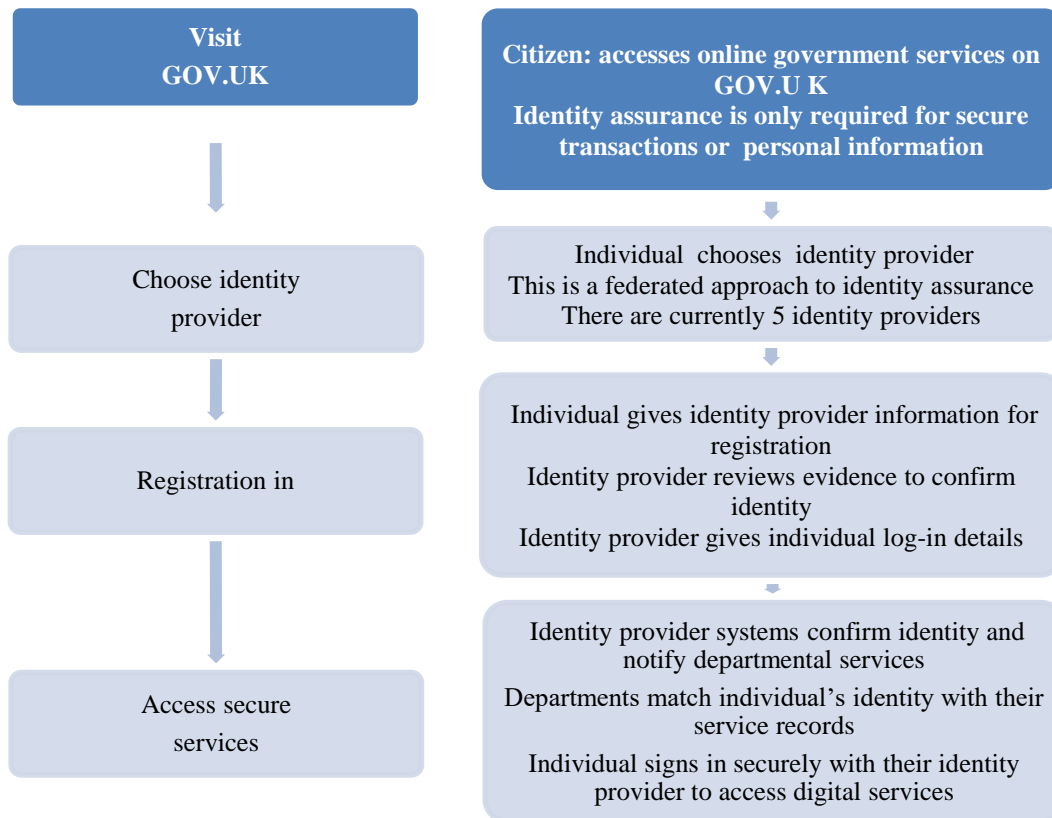 Visit
GOV.UK
Choose identity
provider
Registration in
Access secure
services
Citizen: accesses online government services on
GOV.U K
Identity assurance is only required for secure
transactions or personal information
Individual chooses identity provider
This is a federated approach to identity assurance
There are currently 5 identity providers
Individual gives identity provider information for
registration
Identity provider reviews evidence to confirm
identity
Identity provider gives individual log-in details
Identity provider systems confirm identity and
notify departmental services
Departments match individual’s identity with their
service records
Individual signs in securely with their identity
provider to access digital services